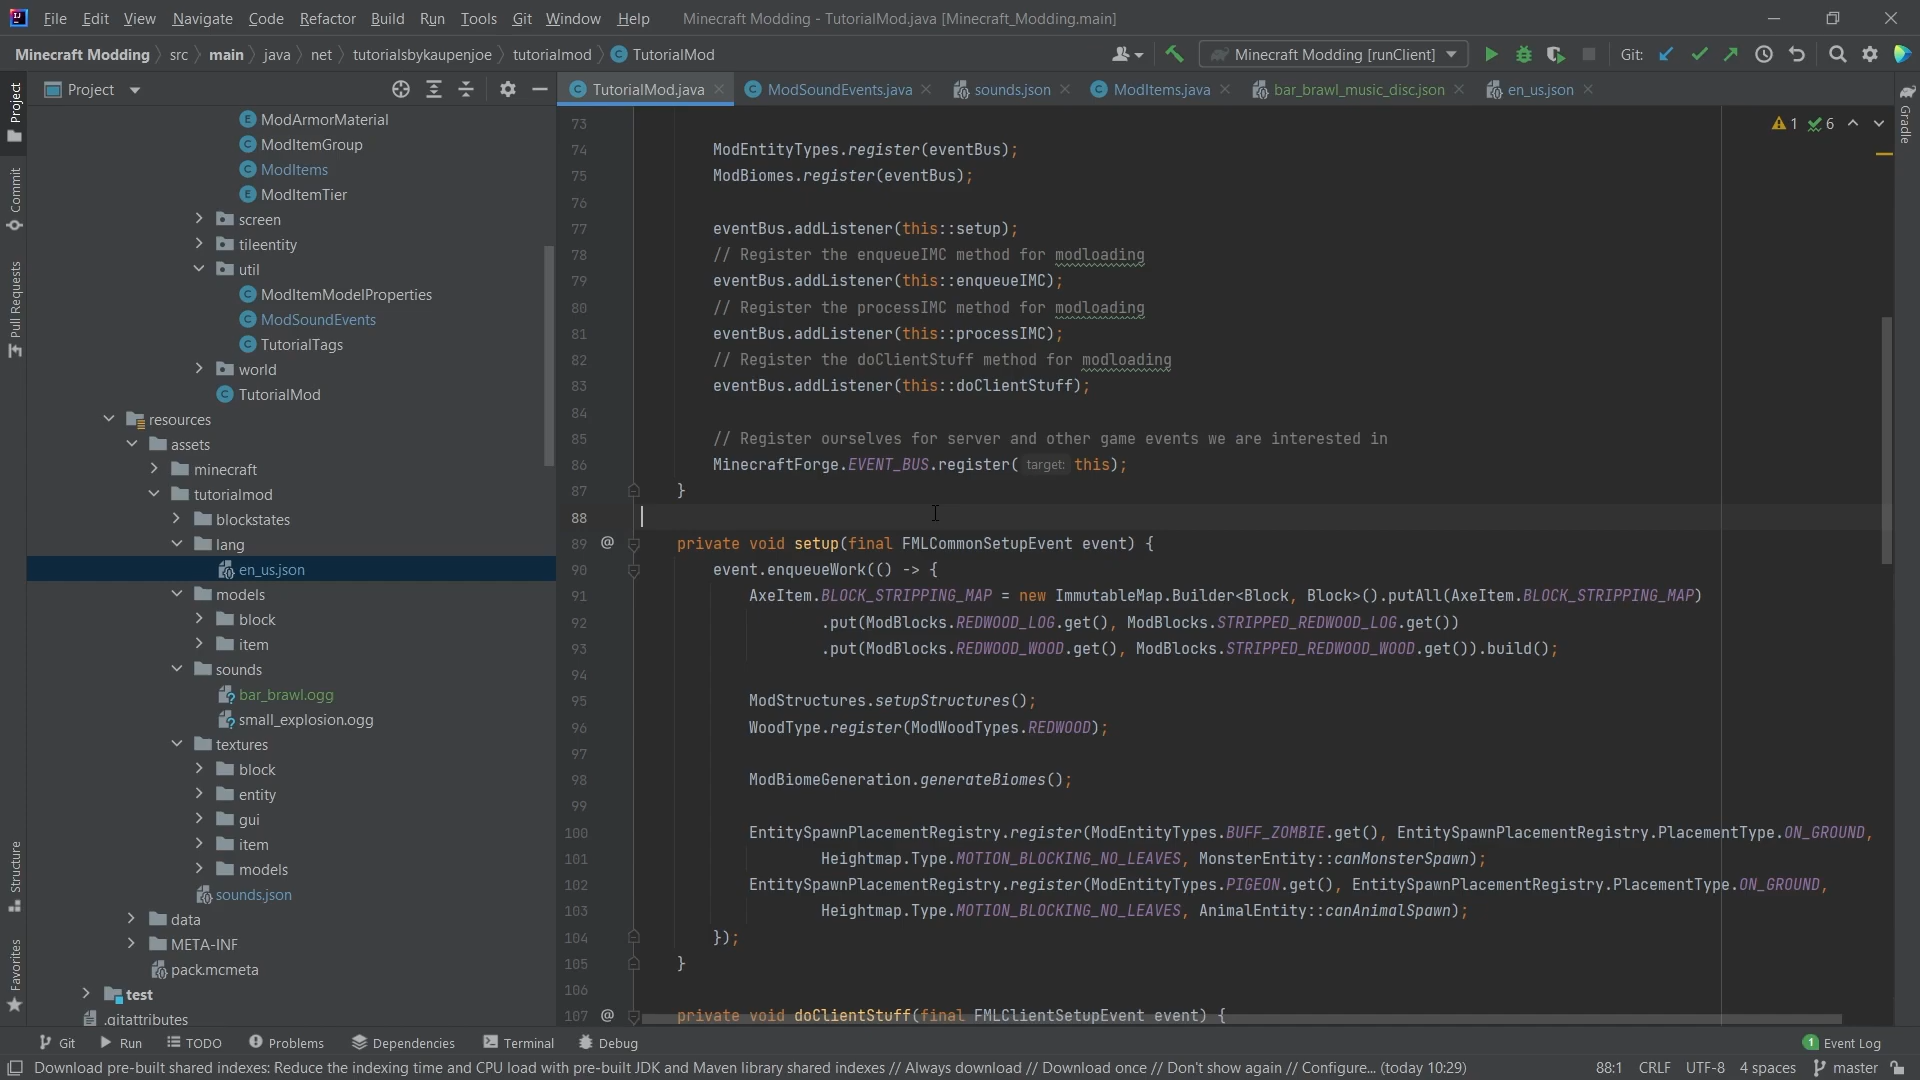 File Edit View Navigate Code Refactor Build Run Tools Git Window Help Minecraft Modding - TutorialMod.java [Minecraft_Modding.main]
Minecraft Modding src main java net tutorialsbykaupenjoe tutorialmod TutorialMod Minecraft Modding [runClient] Git:
Project
TutorialMod.java ModSoundEvents.java sounds.json ModItems.java bar_brawl_music_disc.json en_us.json
Project
Commit
Pull Requests
Structure
Favorites
ModArmorMaterial
ModItemGroup
ModItems
ModItemTier
screen
tileentity
util
ModItemModelProperties
ModSoundEvents
TutorialTags
world
TutorialMod
resources
assets
minecraft
tutorialmod
blockstates
lang
en_us.json
models
block
item
sounds
bar_brawl.ogg
small_explosion.ogg
textures
block
entity
gui
item
models
sounds.json
data
META-INF
pack.mcmeta
test
.gitattributes
1 6
Gradle
73
74 ModEntityTypes.register(eventBus);
75 ModBiomes.register(eventBus);
76
77 eventBus.addListener(this::setup);
78 // Register the enqueueIMC method for modloading
79 eventBus.addListener(this::enqueueIMC);
80 // Register the processIMC method for modloading
81 eventBus.addListener(this::processIMC);
82 // Register the doClientStuff method for modloading
83 eventBus.addListener(this::doClientStuff);
84
85 // Register ourselves for server and other game events we are interested in
86 MinecraftForge.EVENT_BUS.register( target: this);
87 }
88
89 @ private void setup(final FMLCommonSetupEvent event) {
90 event.enqueueWork(() -> {
91 AxeItem.BLOCK_STRIPPING_MAP = new ImmutableMap.Builder<Block, Block>().putAll(AxeItem.BLOCK_STRIPPING_MAP)
92 .put(ModBlocks.REDWOOD_LOG.get(), ModBlocks.STRIPPED_REDWOOD_LOG.get())
93 .put(ModBlocks.REDWOOD_WOOD.get(), ModBlocks.STRIPPED_REDWOOD_WOOD.get()).build();
94
95 ModStructures.setupStructures();
96 WoodType.register(ModWoodTypes.REDWOOD);
97
98 ModBiomeGeneration.generateBiomes();
99
100 EntitySpawnPlacementRegistry.register(ModEntityTypes.BUFF_ZOMBIE.get(), EntitySpawnPlacementRegistry.PlacementType.ON_GROUND,
101 Heightmap.Type.MOTION_BLOCKING_NO_LEAVES, MonsterEntity::canMonsterSpawn);
102 EntitySpawnPlacementRegistry.register(ModEntityTypes.PIGEON.get(), EntitySpawnPlacementRegistry.PlacementType.ON_GROUND,
103 Heightmap.Type.MOTION_BLOCKING_NO_LEAVES, AnimalEntity::canAnimalSpawn);
104 });
105 }
106
107 @ private void doClientStuff(final FMLClientSetupEvent event) {
Git Run TODO Problems Dependencies Terminal Debug 1 Event Log
Download pre-built shared indexes: Reduce the indexing time and CPU load with pre-built JDK and Maven library shared indexes // Always download // Download once // Don't show again // Configure... (today 10:29) 88:1 CRLF UTF-8 4 spaces master